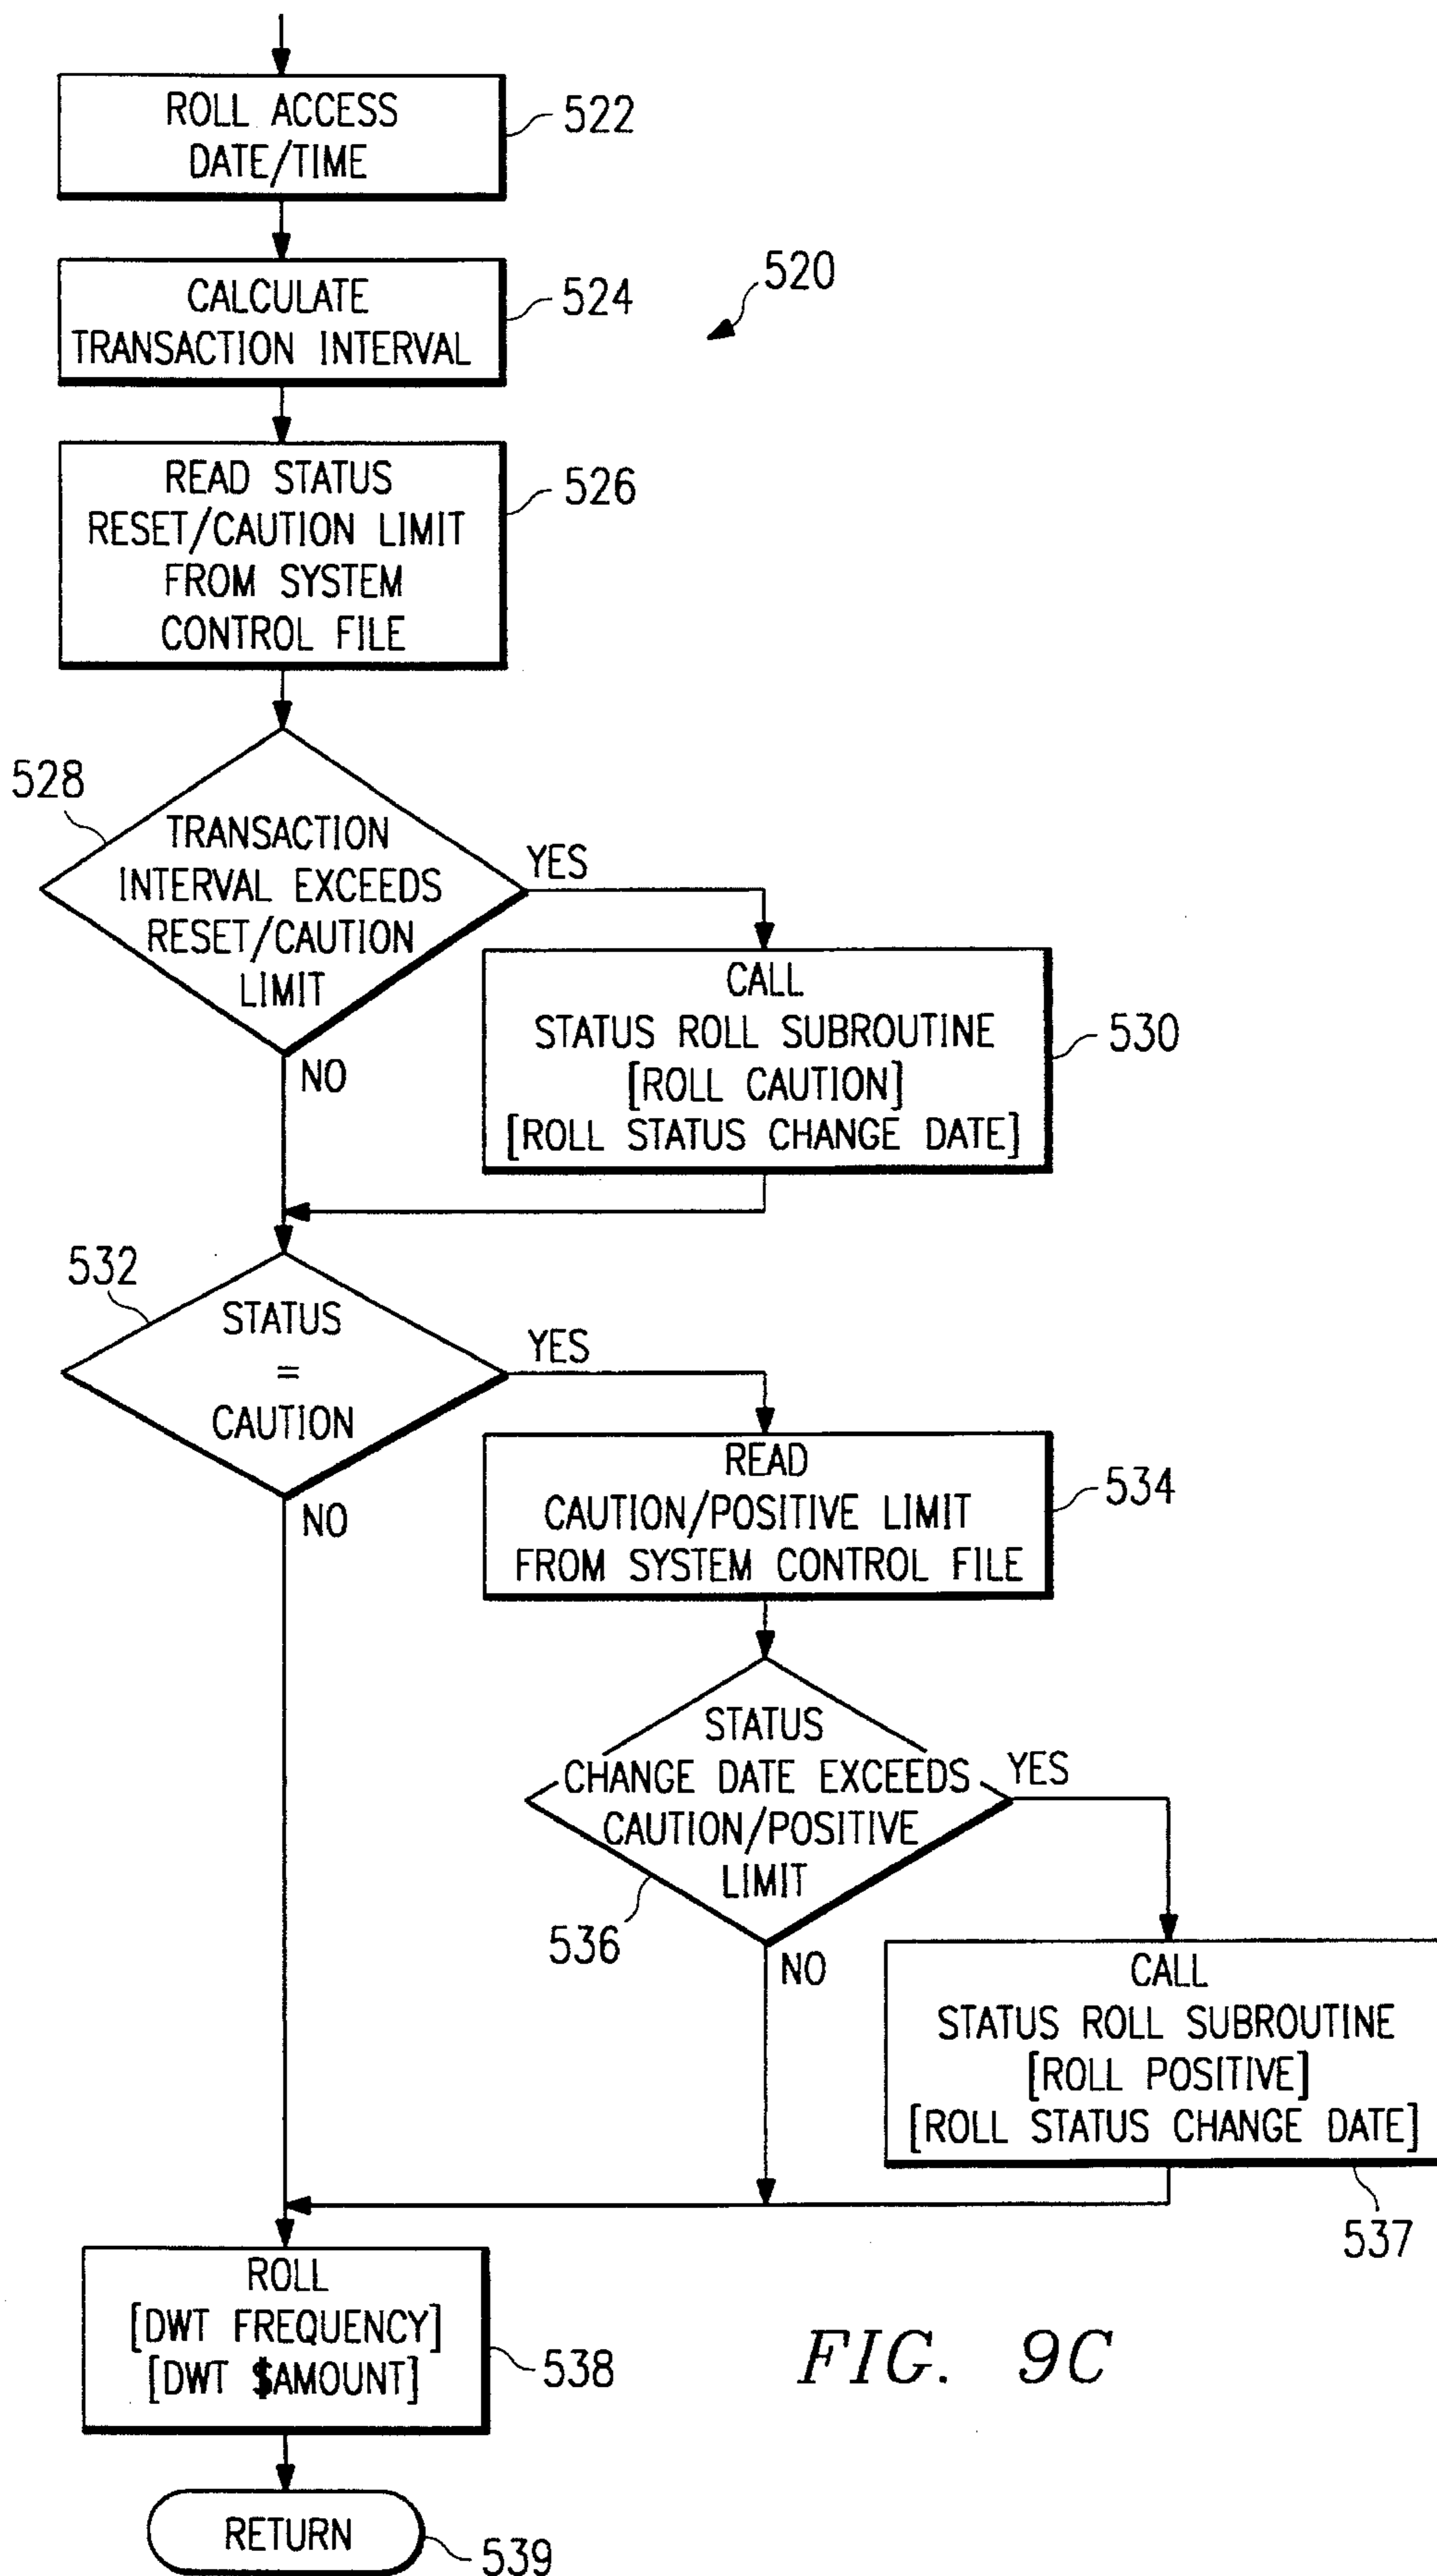 ROLL ACCESS
DATE/TIME
522
CALCULATE
TRANSACTION INTERVAL
524
520
READ STATUS
RESET/CAUTION LIMIT
FROM SYSTEM
CONTROL FILE
526
528
TRANSACTION
INTERVAL EXCEEDS
RESET/CAUTION
LIMIT
YES
NO
CALL
STATUS ROLL SUBROUTINE
[ROLL CAUTION]
[ROLL STATUS CHANGE DATE]
530
532
STATUS
=
CAUTION
YES
NO
READ
CAUTION/POSITIVE LIMIT
FROM SYSTEM CONTROL FILE
534
STATUS
CHANGE DATE EXCEEDS
CAUTION/POSITIVE
LIMIT
YES
536
NO
CALL
STATUS ROLL SUBROUTINE
[ROLL POSITIVE]
[ROLL STATUS CHANGE DATE]
537
ROLL
[DWT FREQUENCY]
[DWT $AMOUNT]
538
FIG. 9C
RETURN
539